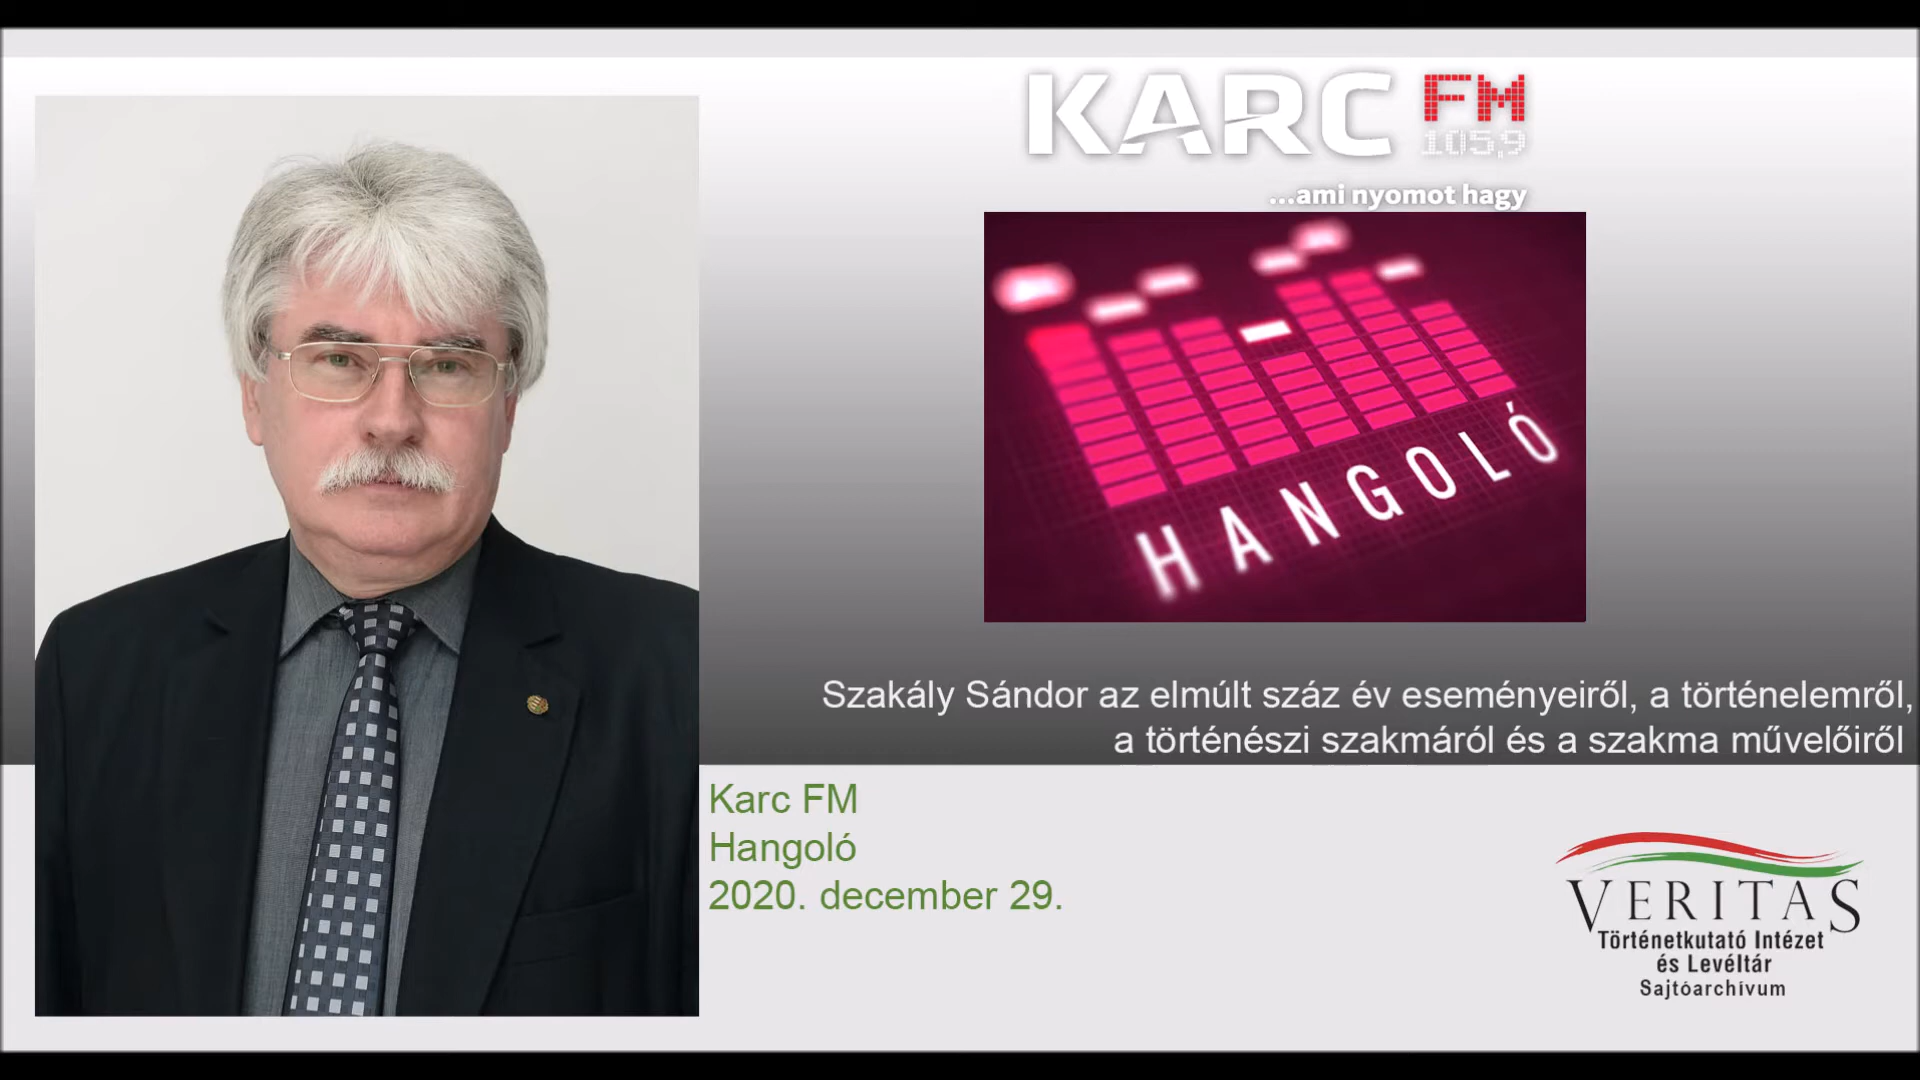 KARC FM
105,9
...ami nyomot hagy
HANGOLÓ
Szakály Sándor az elmúlt száz év eseményeiről, a történelemről,
a történészi szakmáról és a szakma művelőiről
Karc FM
Hangoló
2020. december 29.
VERITAS
Történetkutató Intézet
és Levéltár
Sajtóarchívum